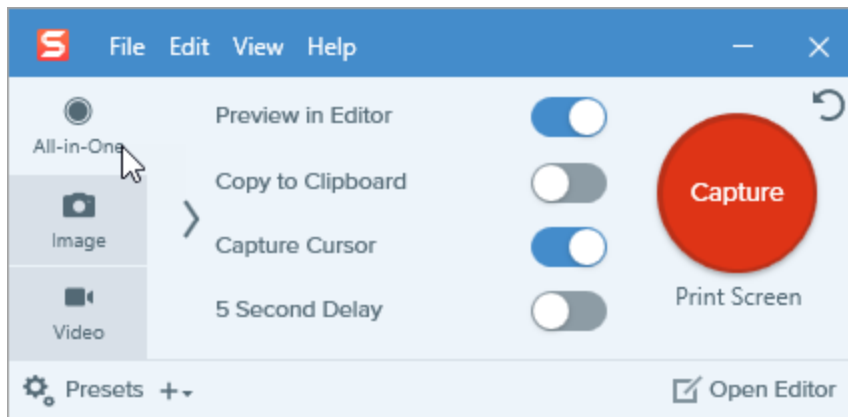 S File Edit View Help
Preview in Editor
All-in-One
Copy to Clipboard
Capture
Image
Capture Cursor
Print Screen
5 Second Delay
Video
Presets
Open Editor